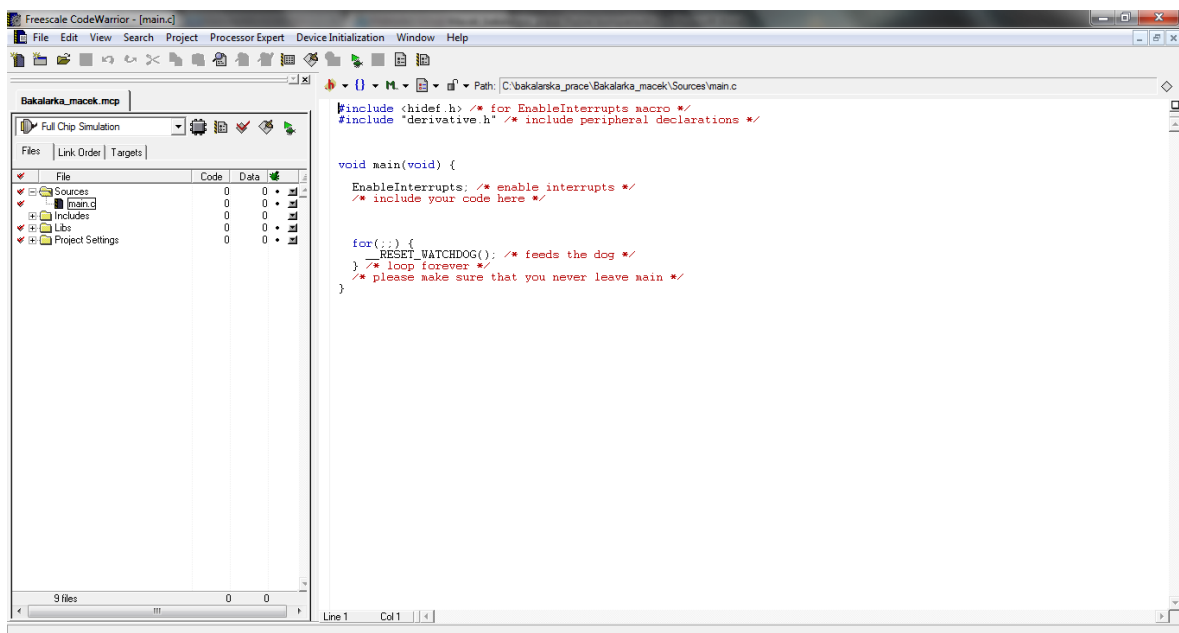 Freescale CodeWarrior - [main.c]
File Edit View Search Project Processor Expert Device Initialization Window Help
Path: C:\bakalarska_prace\Bakalarka_macek\Sources\main.c
Bakalarka_macek.mcp
Full Chip Simulation
Files Link Order Targets
File Code Data
Sources 0 0
main.c 0 0
Includes 0 0
Libs 0 0
Project Settings 0 0
9 files 0 0
#include <hidef.h> /* for EnableInterrupts macro */
#include "derivative.h" /* include peripheral declarations */
void main(void) {
EnableInterrupts; /* enable interrupts */
/* include your code here */
for(;;) {
__RESET_WATCHDOG(); /* feeds the dog */
} /* loop forever */
/* please make sure that you never leave main */
}
Line 1 Col 1